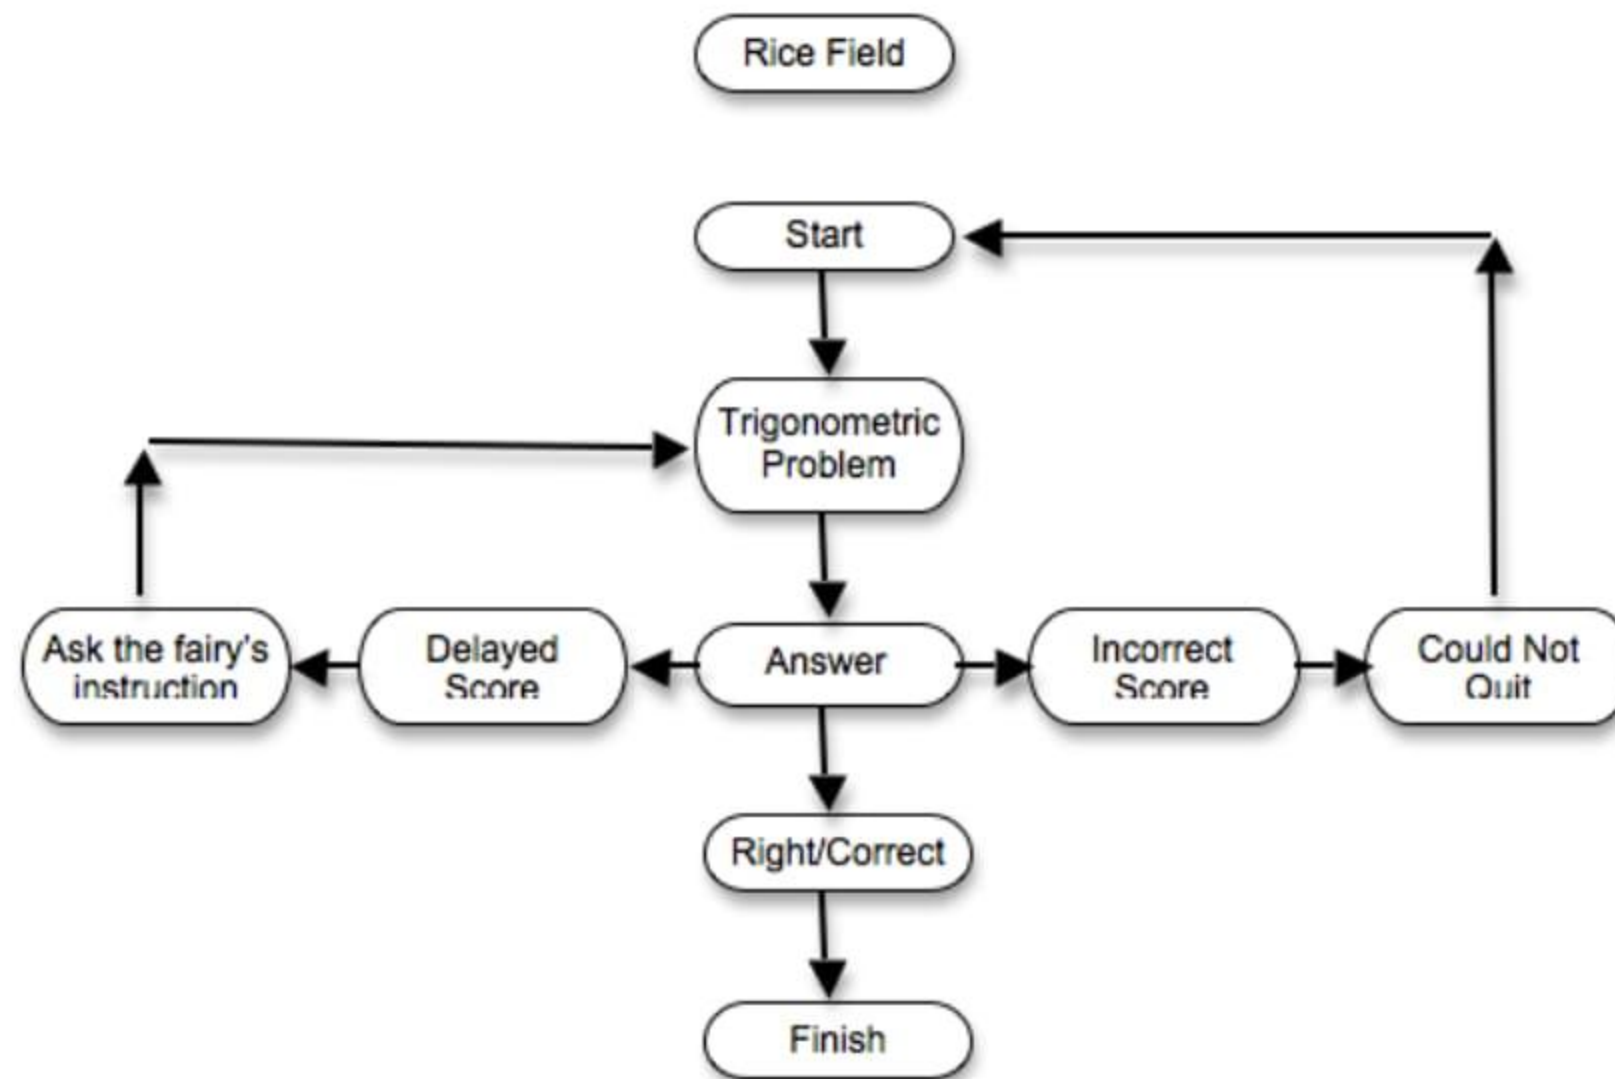 Rice Field
Start
Trigonometric
Problem
Ask the fairy's
instruction
Delayed
Score
Answer
Incorrect
Score
Could Not
Quit
Right/Correct
Finish